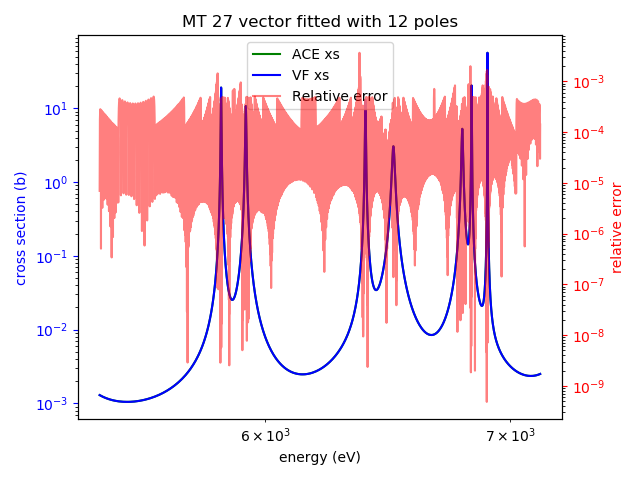 MT 27 vector fitted with 12 poles
ACE xs
VF xs
Relative error
10^1
10^0
10^-1
10^-2
10^-3
cross section (b)
10^-3
10^-4
10^-5
10^-6
10^-7
10^-8
10^-9
relative error
6 × 10^3
7 × 10^3
energy (eV)